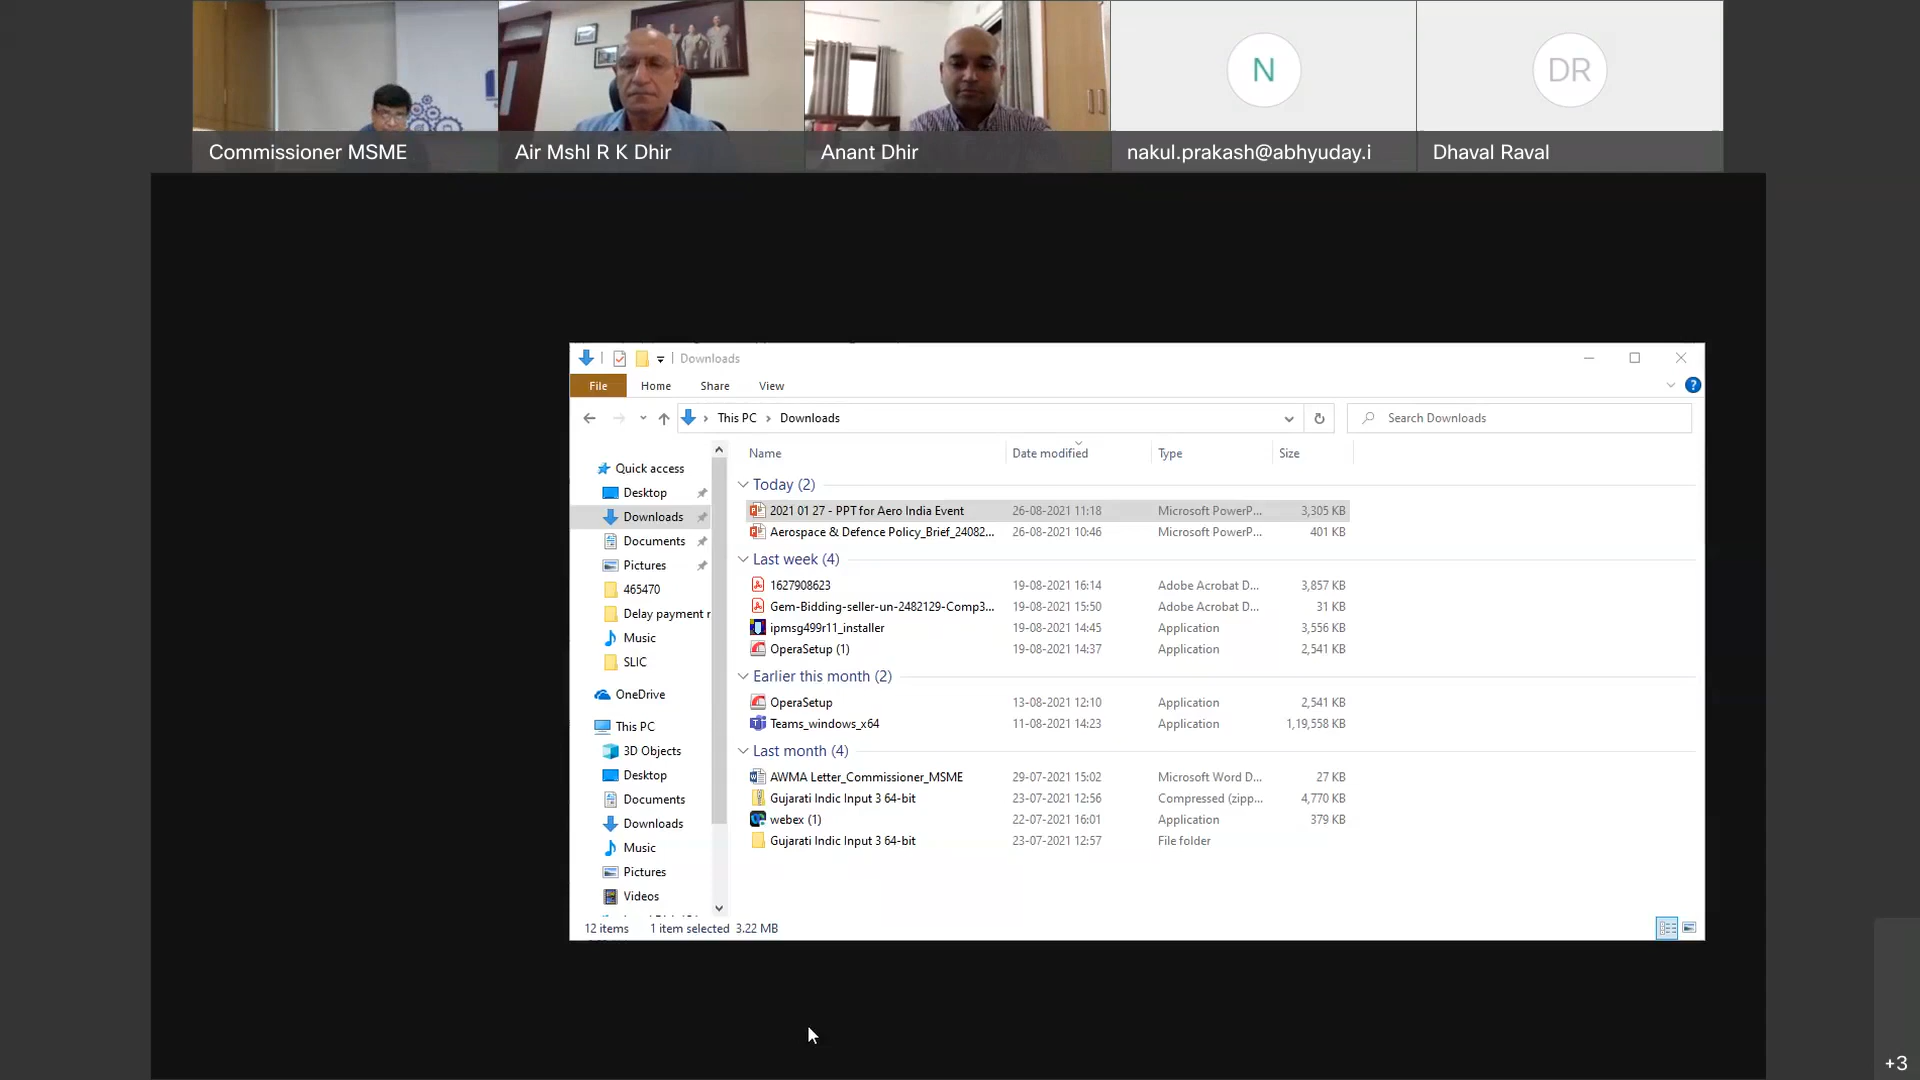 Commissioner MSME
Air Mshl R K Dhir
Anant Dhir
N
nakul.prakash@abhyuday.i
DR
Dhaval Raval
Downloads
File Home Share View
This PC > Downloads
Search Downloads
Name Date modified Type Size
Quick access
Desktop
Downloads
Documents
Pictures
465470
Delay payment r
Music
SLIC
OneDrive
This PC
3D Objects
Desktop
Documents
Downloads
Music
Pictures
Videos
Today (2)
2021 01 27 - PPT for Aero India Event 26-08-2021 11:18 Microsoft PowerP... 3,305 KB
Aerospace & Defence Policy_Brief_24082... 26-08-2021 10:46 Microsoft PowerP... 401 KB
Last week (4)
1627908623 19-08-2021 16:14 Adobe Acrobat D... 3,857 KB
Gem-Bidding-seller-un-2482129-Comp3... 19-08-2021 15:50 Adobe Acrobat D... 31 KB
ipmsg499r11_installer 19-08-2021 14:45 Application 3,556 KB
OperaSetup (1) 19-08-2021 14:37 Application 2,541 KB
Earlier this month (2)
OperaSetup 13-08-2021 12:10 Application 2,541 KB
Teams_windows_x64 11-08-2021 14:23 Application 1,19,558 KB
Last month (4)
AWMA Letter_Commissioner_MSME 29-07-2021 15:02 Microsoft Word D... 27 KB
Gujarati Indic Input 3 64-bit 23-07-2021 12:56 Compressed (zipp... 4,770 KB
webex (1) 22-07-2021 16:01 Application 379 KB
Gujarati Indic Input 3 64-bit 23-07-2021 12:57 File folder
12 items 1 item selected 3.22 MB
+3